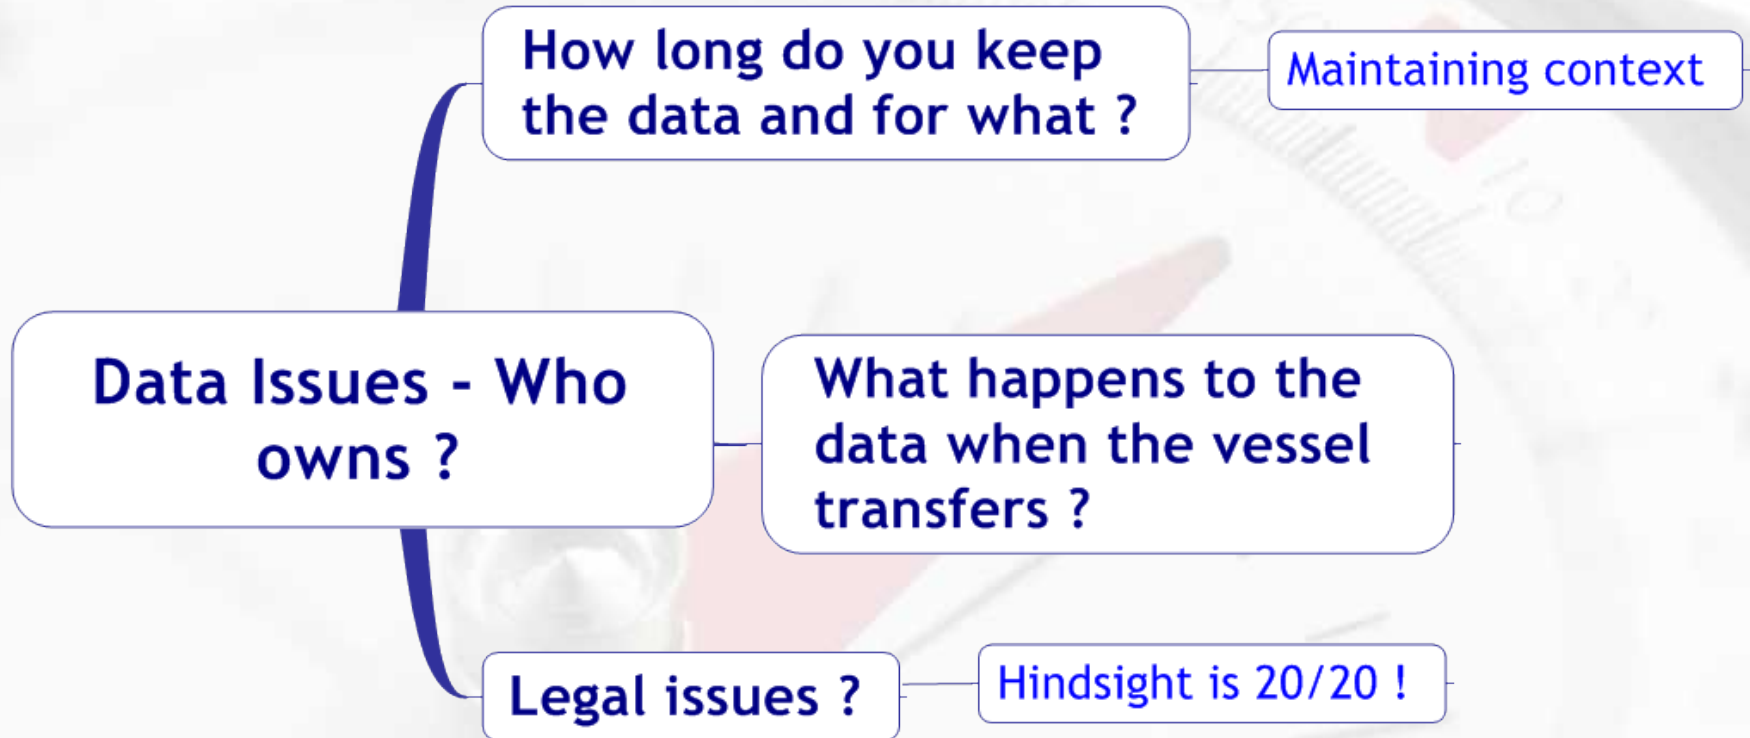 How long do you keep
the data and for what ?
Maintaining context
Data Issues - Who
owns ?
What happens to the
data when the vessel
transfers ?
Legal issues ?
Hindsight is 20/20 !